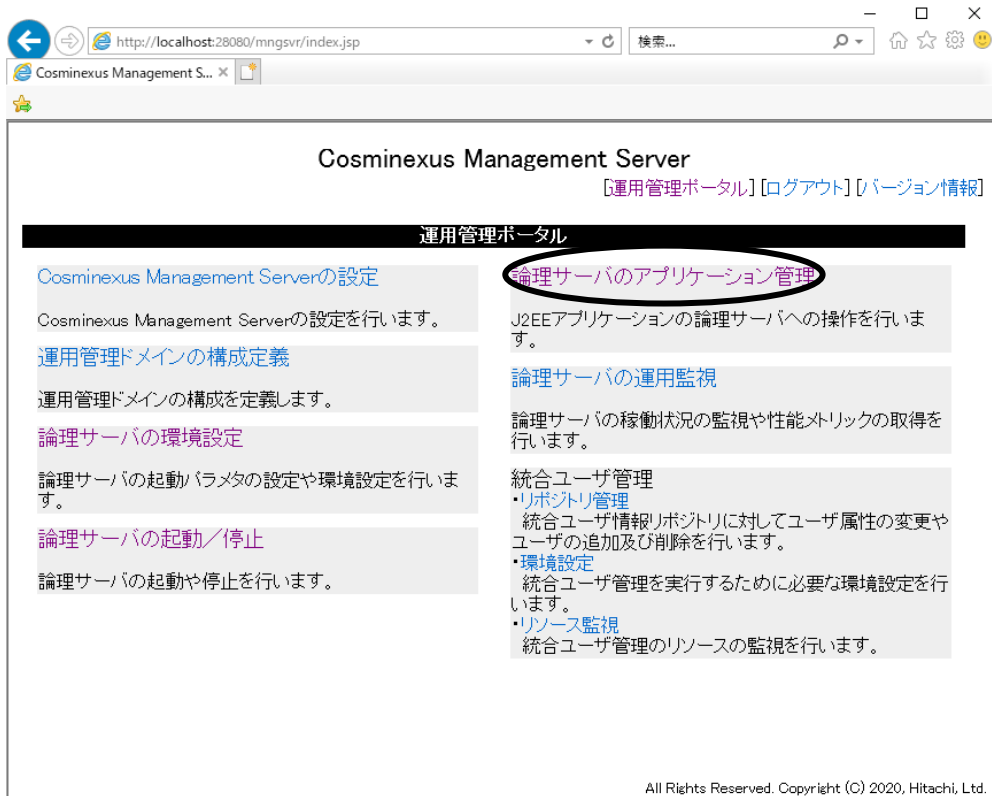 http://localhost:28080/mngsvr/index.jsp
検索...
Cosminexus Management S...
Cosminexus Management Server
[運用管理ポータル] [ログアウト] [バージョン情報]
運用管理ポータル
Cosminexus Management Serverの設定
Cosminexus Management Serverの設定を行います。
運用管理ドメインの構成定義
運用管理ドメインの構成を定義します。
論理サーバの環境設定
論理サーバの起動パラメタの設定や環境設定を行いま
す。
論理サーバの起動／停止
論理サーバの起動や停止を行います。
論理サーバのアプリケーション管理
J2EEアプリケーションの論理サーバへの操作を行いま
す。
論理サーバの運用監視
論理サーバの稼働状況の監視や性能メトリックの取得を
行います。
統合ユーザ管理
・リポジトリ管理
統合ユーザ情報リポジトリに対してユーザ属性の変更や
ユーザの追加及び削除を行います。
・環境設定
統合ユーザ管理を実行するために必要な環境設定を行
います。
・リソース監視
統合ユーザ管理のリソースの監視を行います。
All Rights Reserved. Copyright (C) 2020, Hitachi, Ltd.